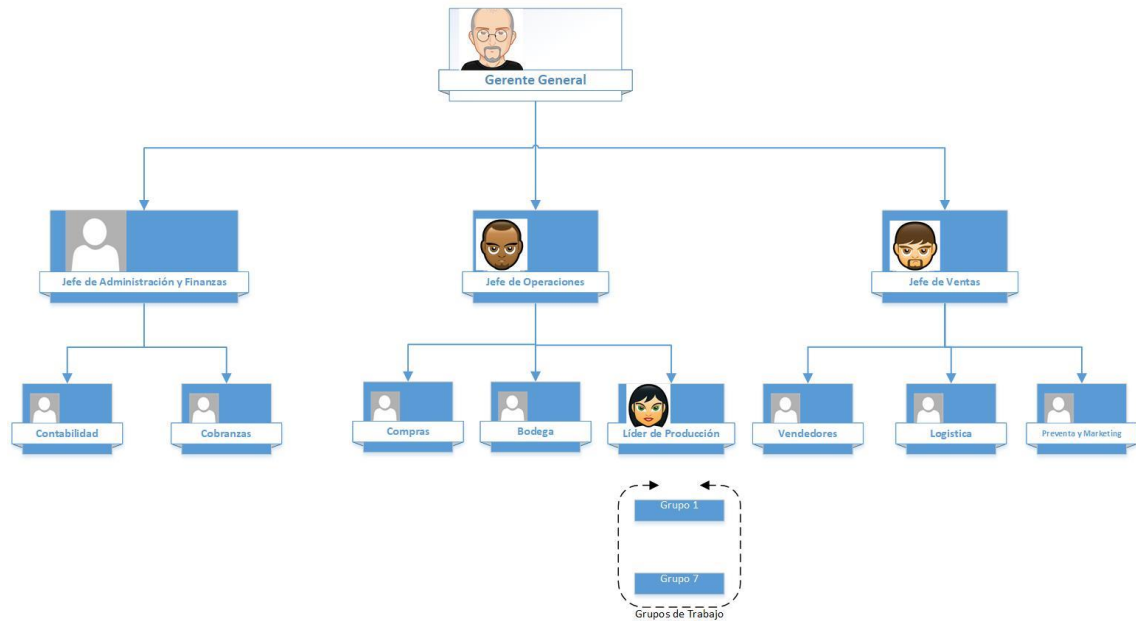 Gerente General
Jefe de Administración y Finanzas
Jefe de Operaciones
Jefe de Ventas
Contabilidad
Cobranzas
Compras
Bodega
Líder de Producción
Vendedores
Logistica
Preventa y Marketing
Grupo 1
Grupo 7
Grupos de Trabajo